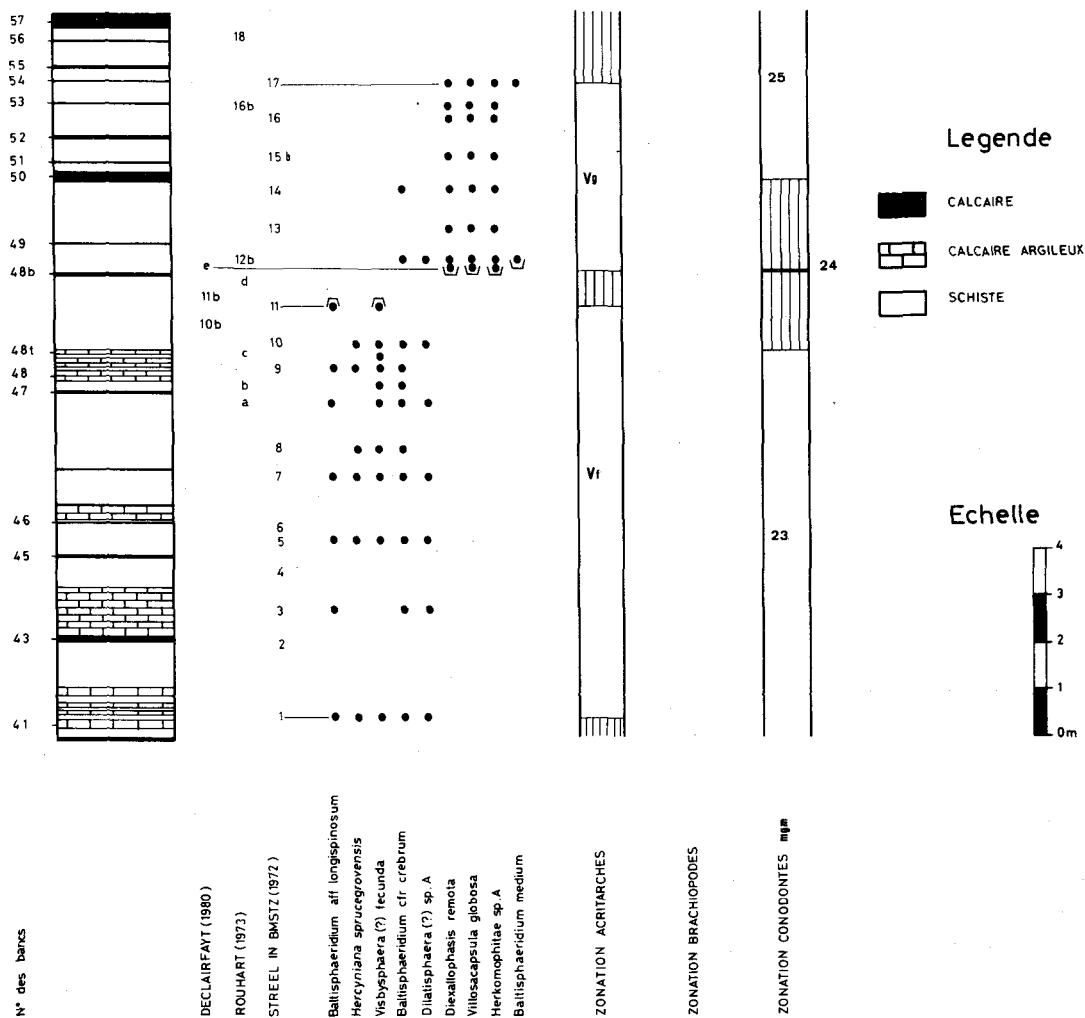 57
56
55
54
53
52
51
50
49
48b
48t
48
47
46
45
43
41
18
17
16b
16
15 b
14
13
12b
e
d
11b
11
10b
10
c
9
b
a
8
7
6
5
4
3
2
1
Vg
Vf
25
24
23
Legende
CALCAIRE
CALCAIRE ARGILEUX
SCHISTE
Echelle
4
3
2
1
0m
N° des bancs
DECLAIRFAYT (1980)
ROUHART (1973)
STREEL in BMSTZ (1972)
Baltisphaeridium aff longispinosum
Hercyniana sprucegrovensis
Visbysphaera (?) fecunda
Baltisphaeridium cfr crebrum
Dilatisphaera (?) sp. A
Diexallophasis remota
Villosacapsula globosa
Herkomophitae sp. A
Baltisphaeridium medium
ZONATION ACRITARCHES
ZONATION BRACHIOPODES
ZONATION CONODONTES mgm